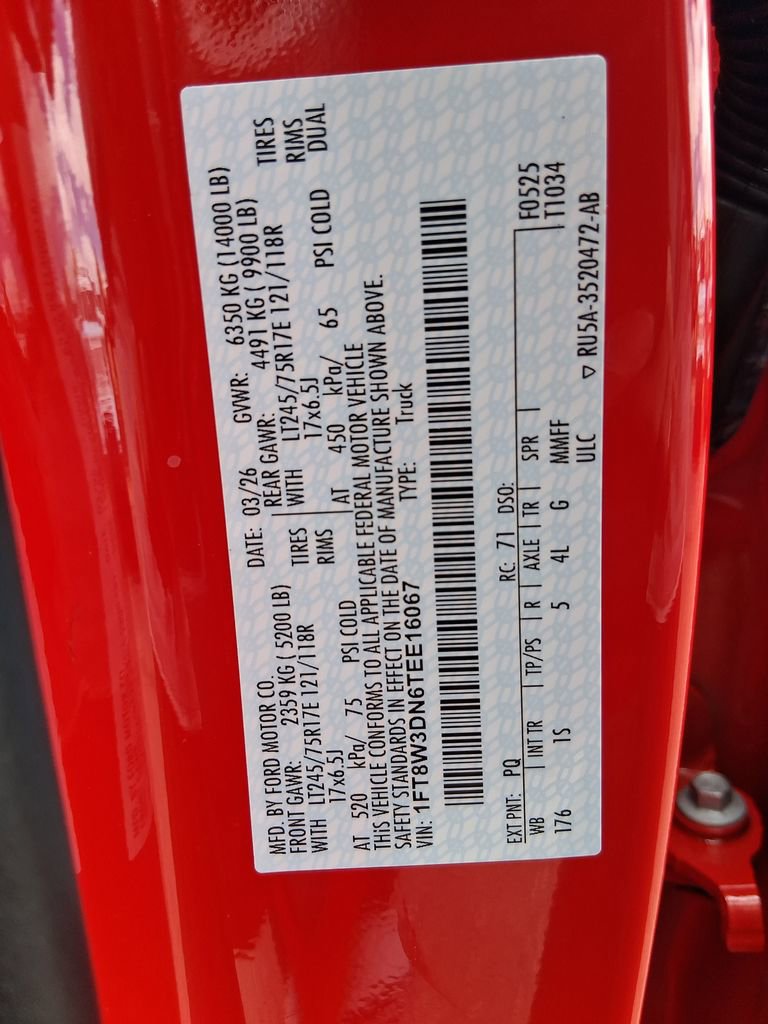 MFD. BY FORD MOTOR CO. DATE: 03/26 GVWR: 6350 KG (14000 LB)
FRONT GAWR: 2359 KG ( 5200 LB) REAR GAWR: 4491 KG ( 9900 LB)
WITH LT245/75R17E 121/118R TIRES WITH LT245/75R17E 121/118R TIRES
17x6.5J RIMS 17x6.5J RIMS
AT 520 kPa/ 75 PSI COLD AT 450 kPa/ 65 PSI COLD DUAL
THIS VEHICLE CONFORMS TO ALL APPLICABLE FEDERAL MOTOR VEHICLE
SAFETY STANDARDS IN EFFECT ON THE DATE OF MANUFACTURE SHOWN ABOVE.
VIN: 1FT8W3DN6TEE16067 TYPE: Truck
EXT PNT: PQ RC: 71 DSO: F0525
WB INT TR TP/PS R AXLE TR SPR T1034
176 1S 5 4L G MMFF
ULC ▽ RU5A-3520472-AB